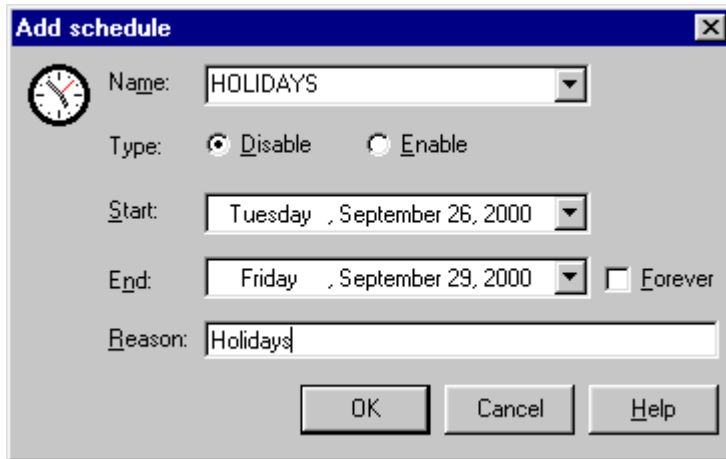 Add schedule
Name: HOLIDAYS
Type: Disable Enable
Start: Tuesday , September 26, 2000
End: Friday , September 29, 2000 Forever
Reason: Holidays
OK Cancel Help